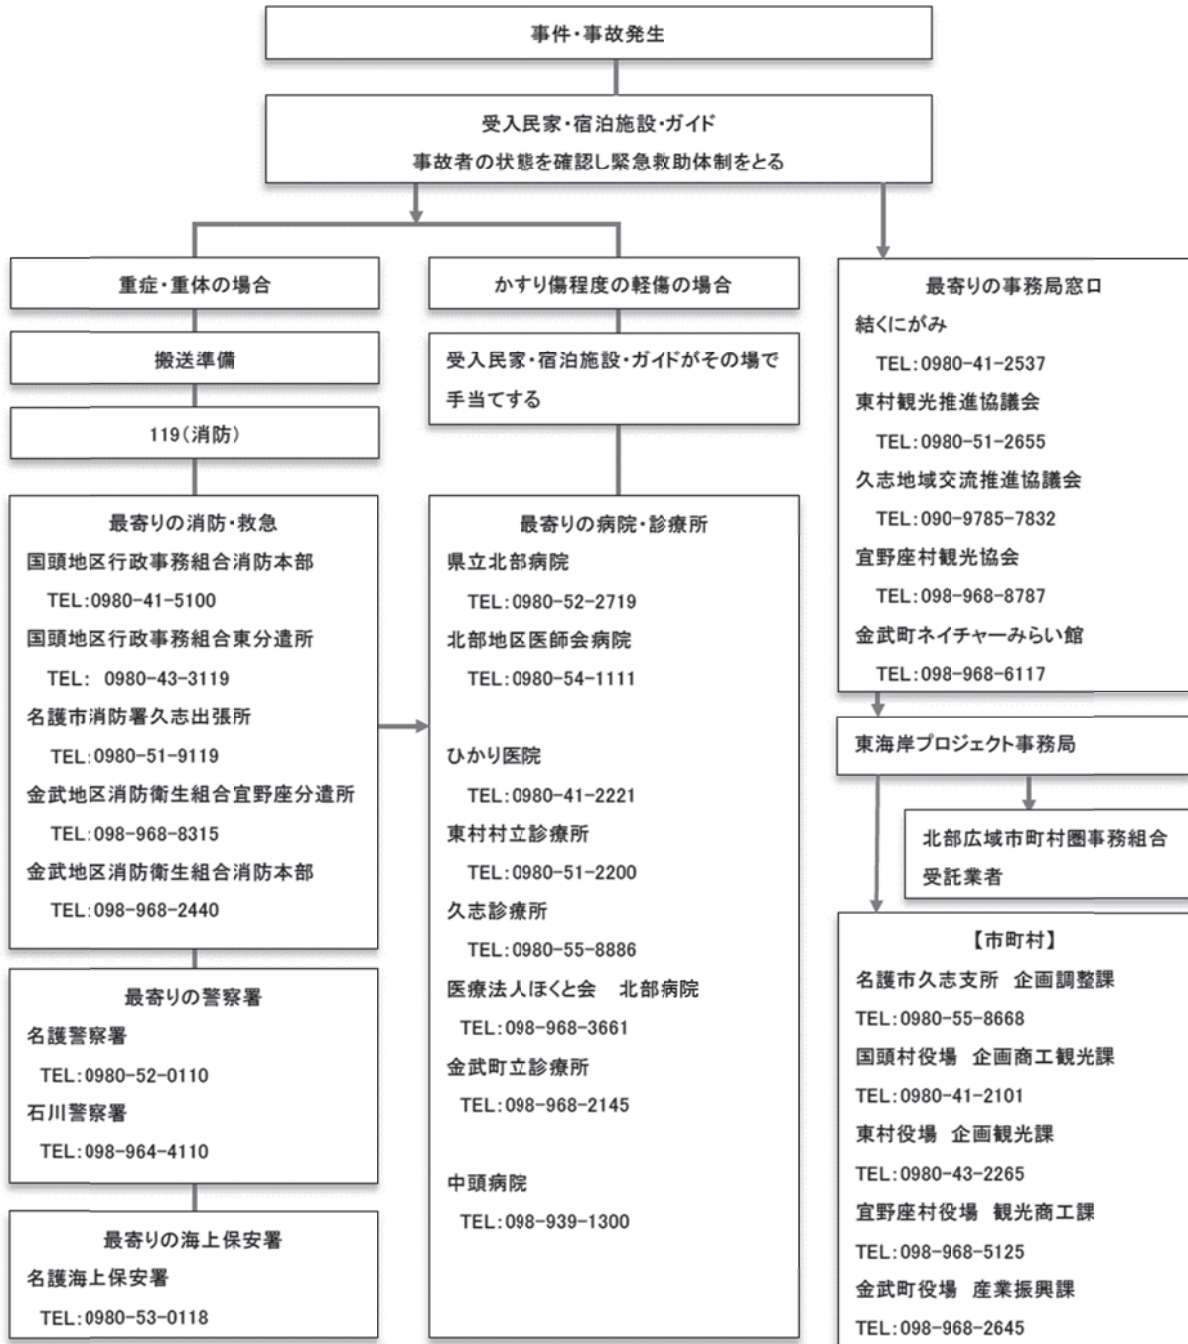 事件・事故発生
受入民家・宿泊施設・ガイド
事故者の状態を確認し緊急救助体制をとる
重症・重体の場合
搬送準備
119(消防)
最寄りの消防・救急
国頭地区行政事務組合消防本部
TEL:0980-41-5100
国頭地区行政事務組合東分遣所
TEL: 0980-43-3119
名護市消防署久志出張所
TEL:0980-51-9119
金武地区消防衛生組合宜野座分遣所
TEL:098-968-8315
金武地区消防衛生組合消防本部
TEL:098-968-2440
最寄りの警察署
名護警察署
TEL:0980-52-0110
石川警察署
TEL:098-964-4110
最寄りの海上保安署
名護海上保安署
TEL:0980-53-0118
かすり傷程度の軽傷の場合
受入民家・宿泊施設・ガイドがその場で
手当てする
最寄りの病院・診療所
県立北部病院
TEL:0980-52-2719
北部地区医師会病院
TEL:0980-54-1111
ひかり医院
TEL:0980-41-2221
東村村立診療所
TEL:0980-51-2200
久志診療所
TEL:0980-55-8886
医療法人ほくと会 北部病院
TEL:098-968-3661
金武町立診療所
TEL:098-968-2145
中頭病院
TEL:098-939-1300
最寄りの事務局窓口
結くにがみ
TEL:0980-41-2537
東村観光推進協議会
TEL:0980-51-2655
久志地域交流推進協議会
TEL:090-9785-7832
宜野座村観光協会
TEL:098-968-8787
金武町ネイチャーみらい館
TEL:098-968-6117
東海岸プロジェクト事務局
北部広域市町村圏事務組合
受託業者
【市町村】
名護市久志支所 企画調整課
TEL:0980-55-8668
国頭村役場 企画商工観光課
TEL:0980-41-2101
東村役場 企画観光課
TEL:0980-43-2265
宜野座村役場 観光商工課
TEL:098-968-5125
金武町役場 産業振興課
TEL:098-968-2645